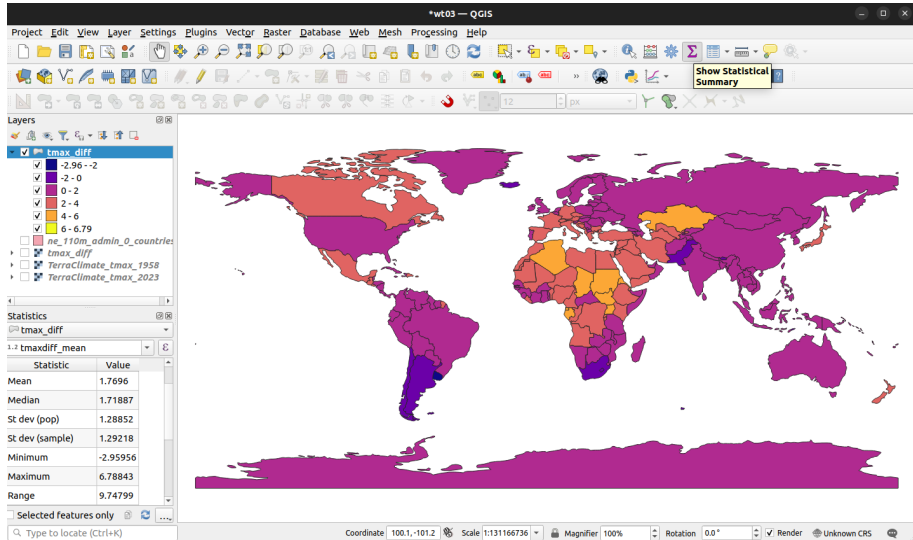 *wt03 — QGIS
Project Edit View Layer Settings Plugins Vector Raster Database Web Mesh Processing Help
abc
abc
abc
»
?
Show Statistical
Summary
12
px
Layers
tmax_diff
-2.96 - -2
-2 - 0
0 - 2
2 - 4
4 - 6
6 - 6.79
ne_110m_admin_0_countries
tmax_diff
TerraClimate_tmax_1958
TerraClimate_tmax_2023
Statistics
tmax_diff
1.2 tmaxdiff_mean
ε
Statistic Value
Mean 1.7696
Median 1.71887
St dev (pop) 1.28852
St dev (sample) 1.29218
Minimum -2.95956
Maximum 6.78843
Range 9.74799
Selected features only
...
Type to locate (Ctrl+K)
Coordinate 100.1,-101.2 Scale 1:131166736 Magnifier 100% Rotation 0.0° Render Unknown CRS